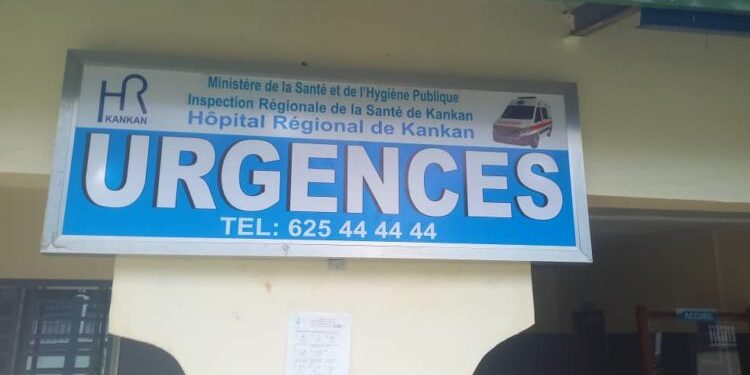 HR
KANKAN
Ministère de la Santé et de l'Hygiène Publique
Inspection Régionale de la Santé de Kankan
Hôpital Régional de Kankan
URGENCES
TEL: 625 44 44 44
ACCUEIL